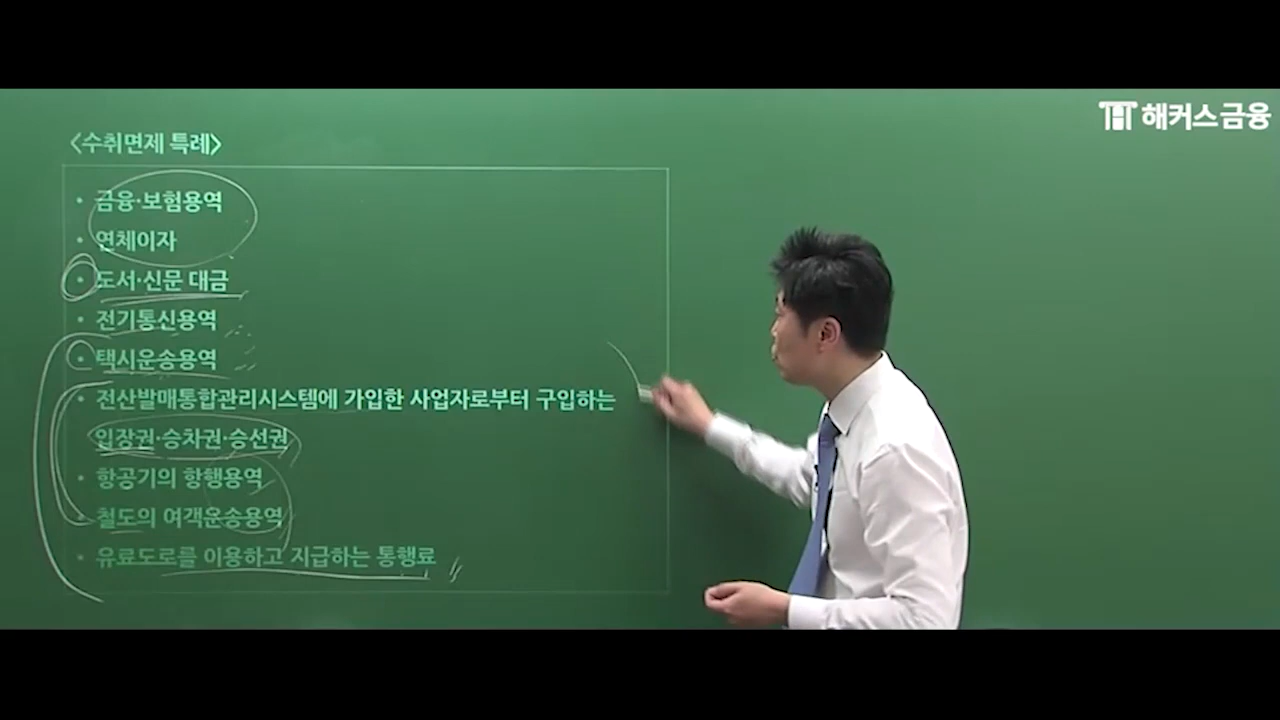 해커스금융
<수취면제 특례>
• 금융·보험용역
• 연체이자
• 도서·신문 대금
• 전기통신용역
• 택시운송용역
• 전산발매통합관리시스템에 가입한 사업자로부터 구입하는
입장권·승차권·승선권
• 항공기의 항행용역
• 철도의 여객운송용역
• 유료도로를 이용하고 지급하는 통행료